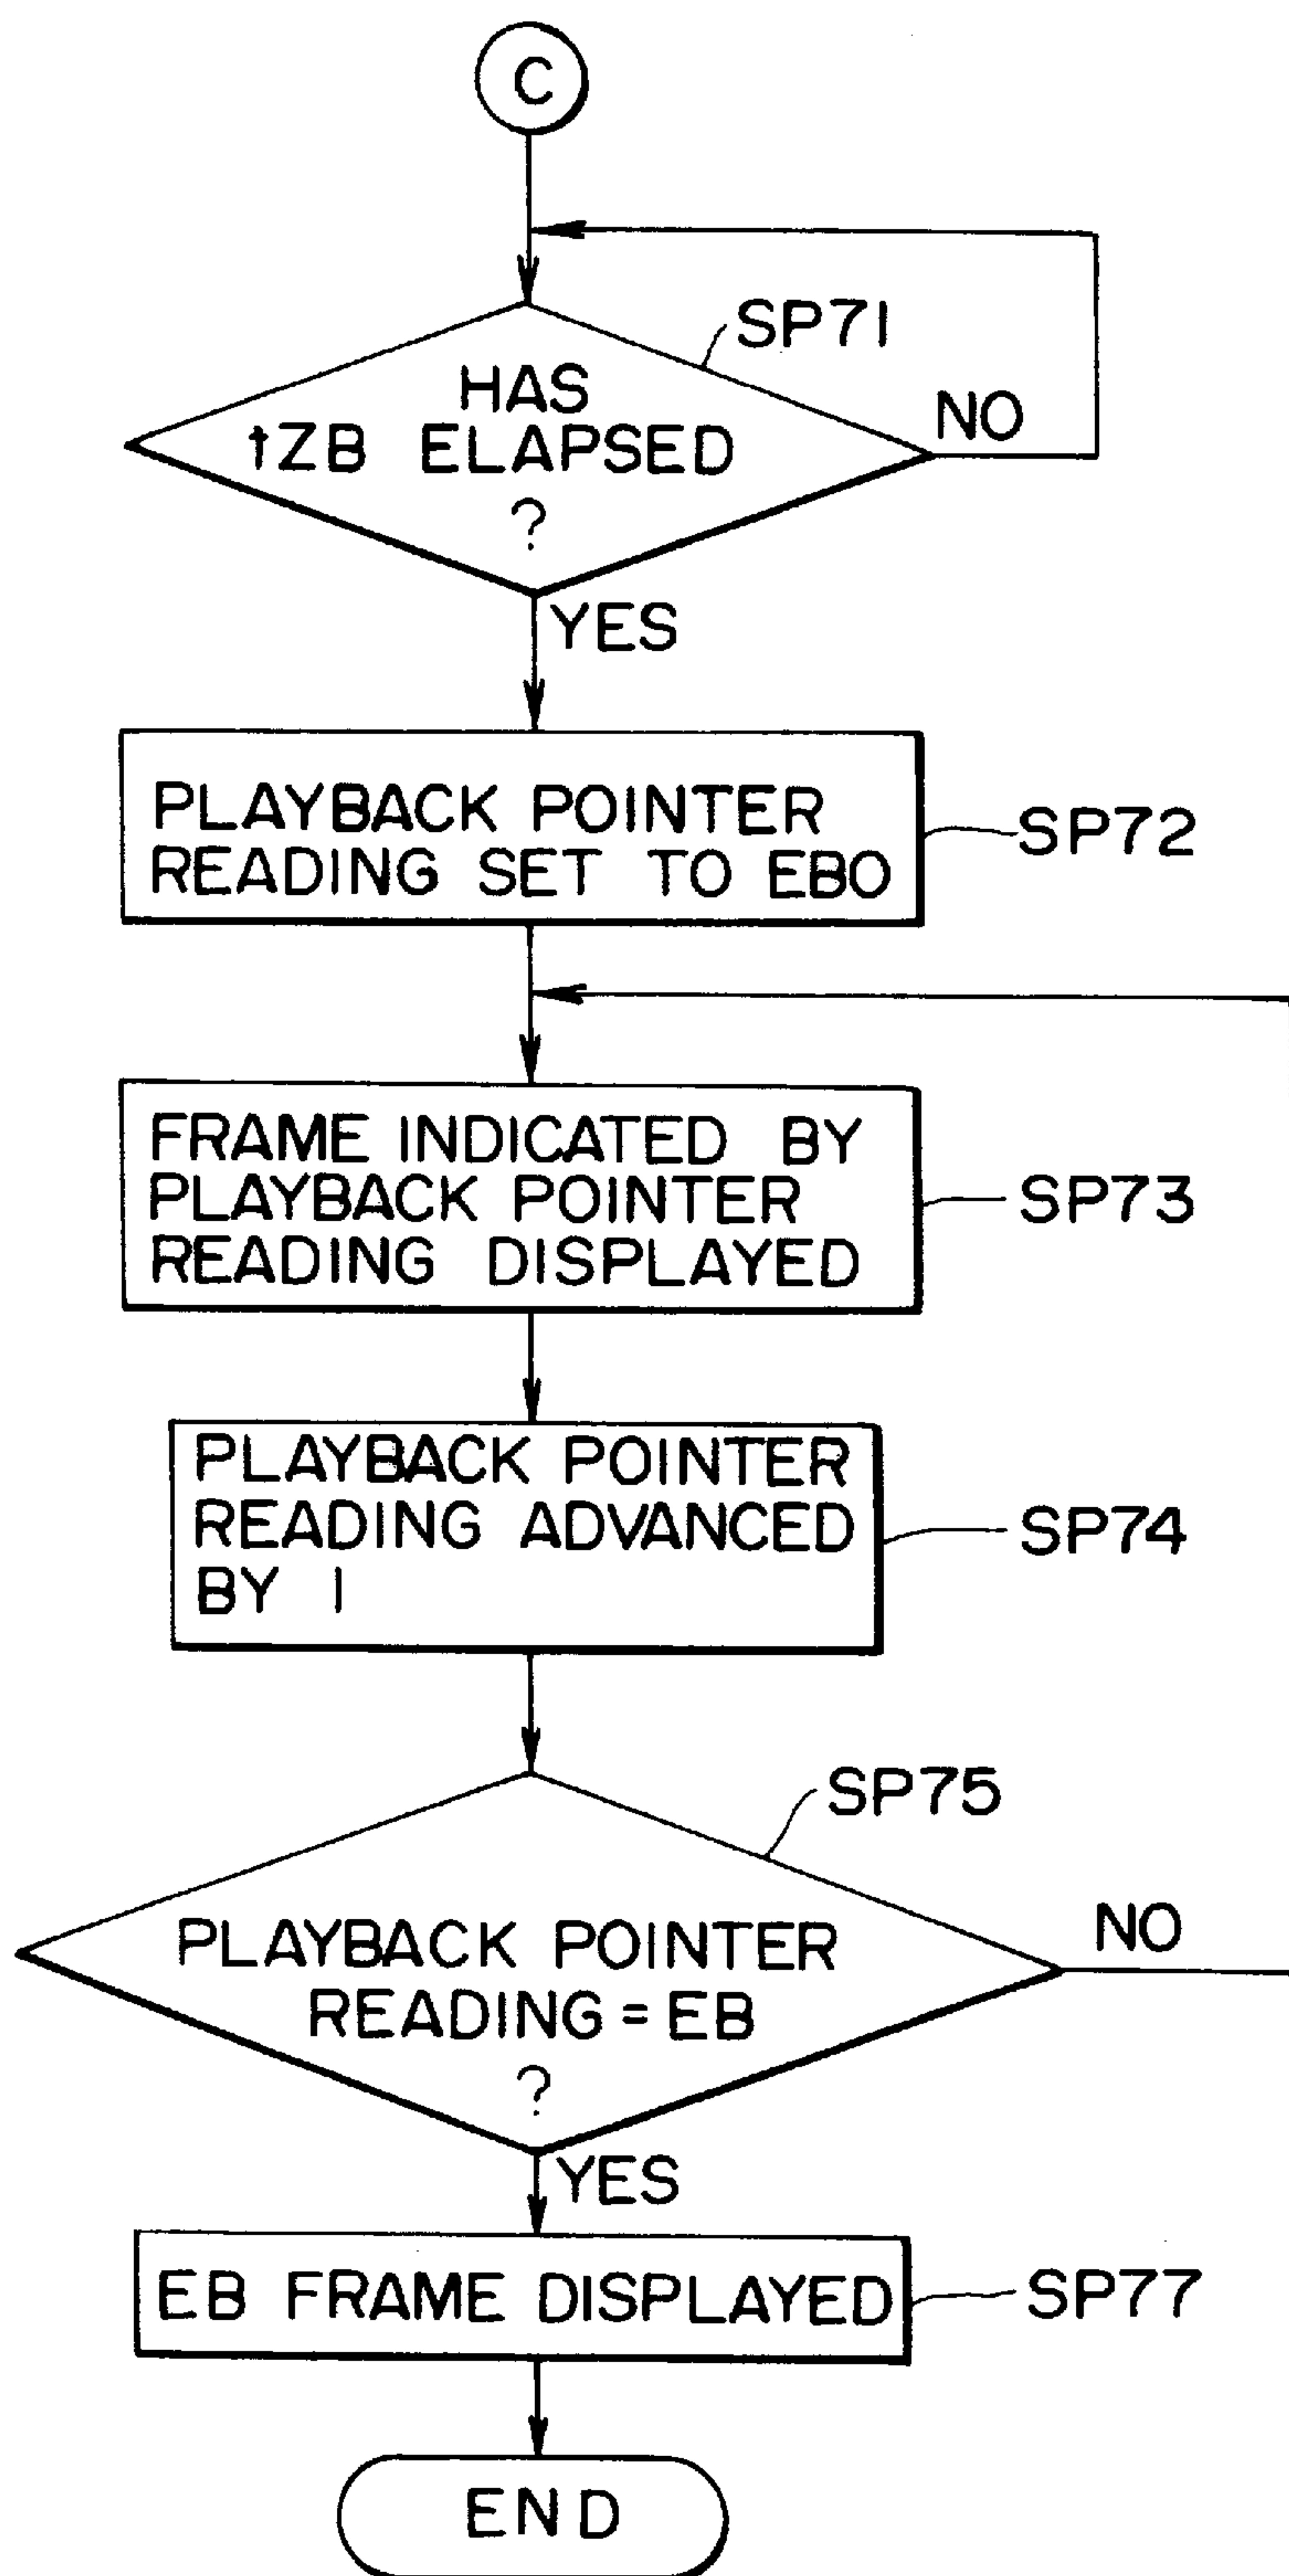 C
SP71
HAS
tZB ELAPSED
?
NO
YES
PLAYBACK POINTER
READING SET TO EBO
SP72
FRAME INDICATED BY
PLAYBACK POINTER
READING DISPLAYED
SP73
PLAYBACK POINTER
READING ADVANCED
BY 1
SP74
SP75
PLAYBACK POINTER
READING = EB
?
NO
YES
EB FRAME DISPLAYED
SP77
END